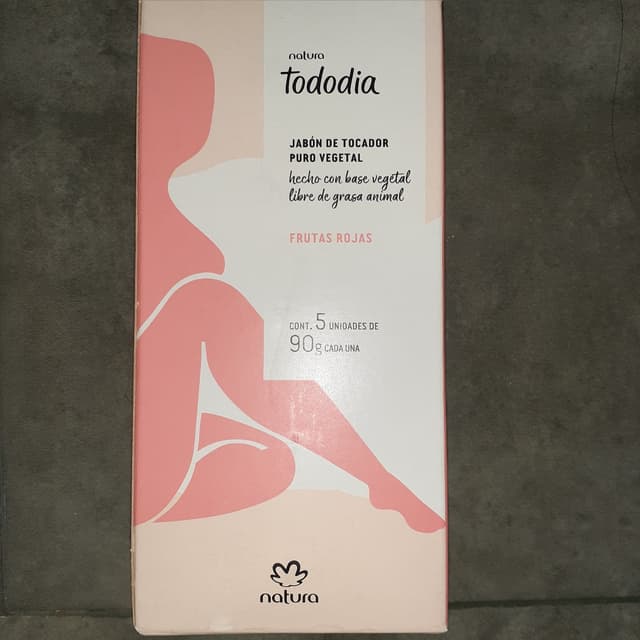 natura
tododia
JABÓN DE TOCADOR
PURO VEGETAL
hecho con base vegetal
libre de grasa animal
FRUTAS ROJAS
CONT. 5 UNIDADES DE
90g CADA UNA
natura